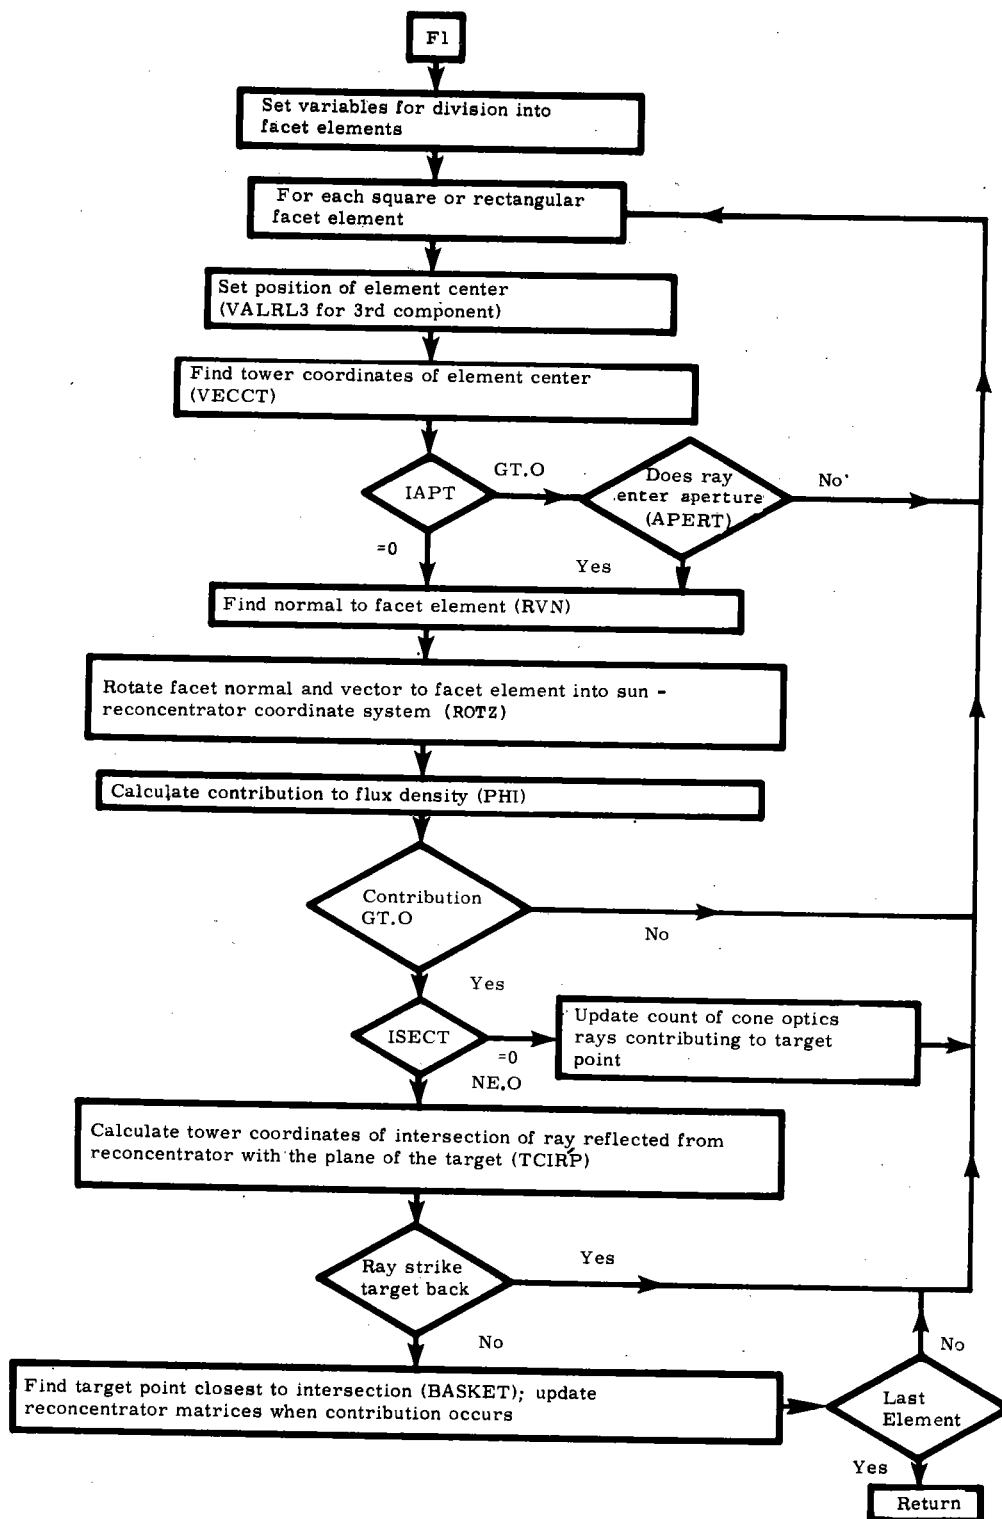 F1
Set variables for division into
facet elements
For each square or rectangular
facet element
Set position of element center
(VALRL3 for 3rd component)
Find tower coordinates of element center
(VECCT)
IAPT
GT.O
Does ray
enter aperture
(APERT)
No
=0
Yes
Find normal to facet element (RVN)
Rotate facet normal and vector to facet element into sun -
reconcentrator coordinate system (ROTZ)
Calculate contribution to flux density (PHI)
Contribution
GT.O
No
Yes
ISECT
=0
NE.O
Update count of cone optics
rays contributing to target
point
Calculate tower coordinates of intersection of ray reflected from
reconcentrator with the plane of the target (TCIRP)
Ray strike
target back
Yes
No
Find target point closest to intersection (BASKET); update
reconcentrator matrices when contribution occurs
Last
Element
No
Yes
Return